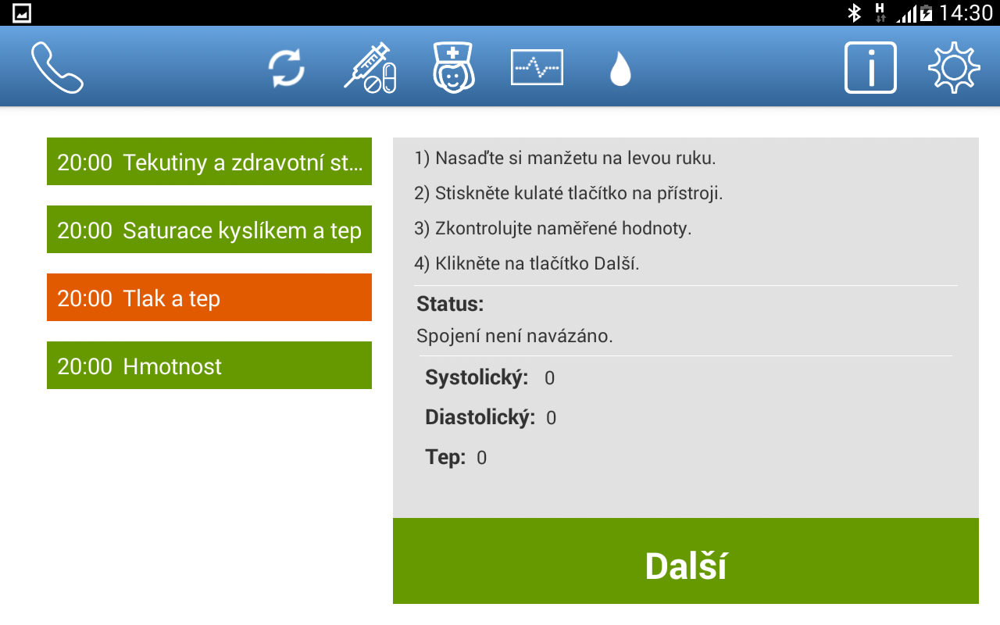 H 14:30
i
20:00 Tekutiny a zdravotní st...
20:00 Saturace kyslíkem a tep
20:00 Tlak a tep
20:00 Hmotnost
1) Nasaďte si manžetu na levou ruku.
2) Stiskněte kulaté tlačítko na přístroji.
3) Zkontrolujte naměřené hodnoty.
4) Klikněte na tlačítko Další.
Status:
Spojení není navázáno.
Systolický: 0
Diastolický: 0
Tep: 0
Další